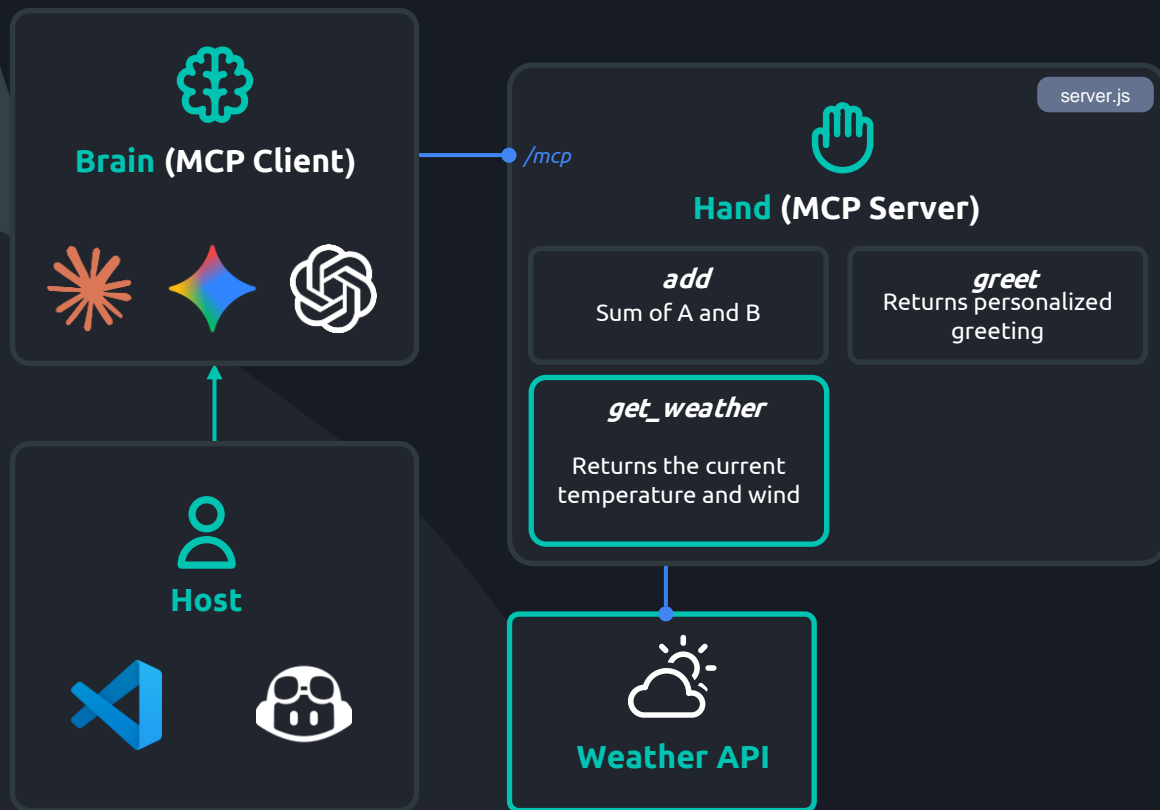 Brain (MCP Client)
server.js
/mcp
Hand (MCP Server)
add
Sum of A and B
greet
Returns personalized
greeting
get_weather
Returns the current
temperature and wind
Host
Weather API